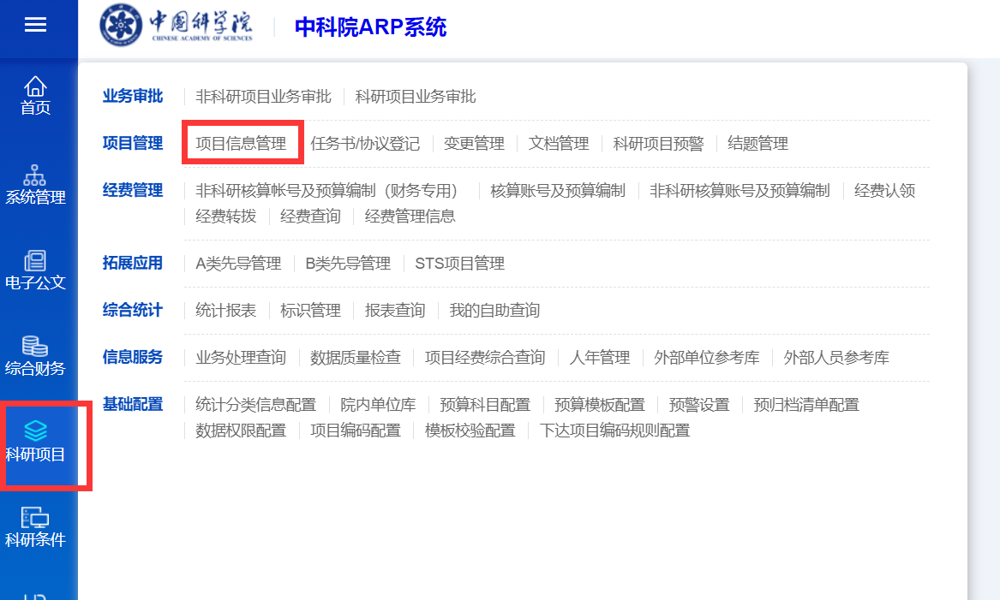 中国科学院
CHINESE ACADEMY OF SCIENCES
中科院ARP系统
首页
系统管理
电子公文
综合财务
科研项目
科研条件
业务审批 非科研项目业务审批 科研项目业务审批
项目管理 项目信息管理 任务书/协议登记 变更管理 文档管理 科研项目预警 结题管理
经费管理 非科研核算帐号及预算编制（财务专用） 核算账号及预算编制 非科研核算账号及预算编制 经费认领
经费转拨 经费查询 经费管理信息
拓展应用 A类先导管理 B类先导管理 STS项目管理
综合统计 统计报表 标识管理 报表查询 我的自助查询
信息服务 业务处理查询 数据质量检查 项目经费综合查询 人年管理 外部单位参考库 外部人员参考库
基础配置 统计分类信息配置 院内单位库 预算科目配置 预算模板配置 预警设置 预归档清单配置
数据权限配置 项目编码配置 模板校验配置 下达项目编码规则配置